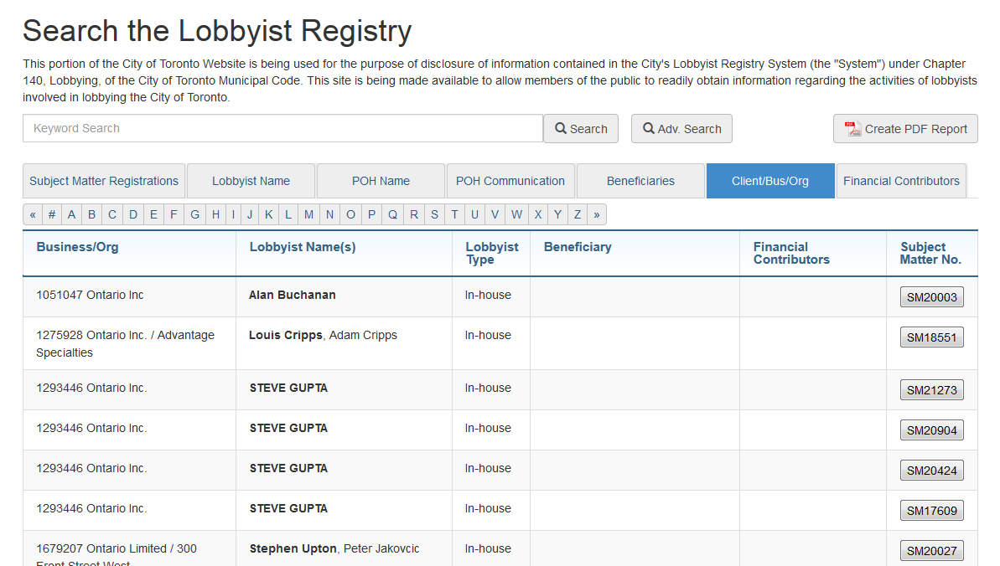 Search the Lobbyist Registry
This portion of the City of Toronto Website is being used for the purpose of disclosure of information contained in the City's Lobbyist Registry System (the "System") under Chapter
140, Lobbying, of the City of Toronto Municipal Code. This site is being made available to allow members of the public to readily obtain information regarding the activities of lobbyists
involved in lobbying the City of Toronto.
Keyword Search Search Adv. Search Create PDF Report
Subject Matter Registrations Lobbyist Name POH Name POH Communication Beneficiaries Client/Bus/Org Financial Contributors
« # A B C D E F G H I J K L M N O P Q R S T U V W X Y Z »
Business/Org Lobbyist Name(s) Lobbyist Type Beneficiary Financial Contributors Subject Matter No.
1051047 Ontario Inc Alan Buchanan In-house SM20003
1275928 Ontario Inc. / Advantage Louis Cripps, Adam Cripps In-house SM18551
Specialties
1293446 Ontario Inc. STEVE GUPTA In-house SM21273
1293446 Ontario Inc. STEVE GUPTA In-house SM20904
1293446 Ontario Inc. STEVE GUPTA In-house SM20424
1293446 Ontario Inc. STEVE GUPTA In-house SM17609
1679207 Ontario Limited / 300 Stephen Upton, Peter Jakovcic In-house SM20027
Front Street West